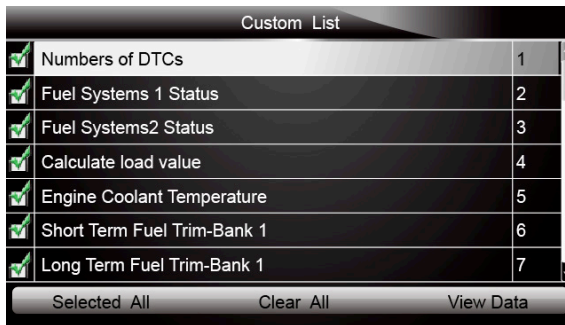 Custom List
Numbers of DTCs 1
Fuel Systems 1 Status 2
Fuel Systems2 Status 3
Calculate load value 4
Engine Coolant Temperature 5
Short Term Fuel Trim-Bank 1 6
Long Term Fuel Trim-Bank 1 7
Selected All Clear All View Data